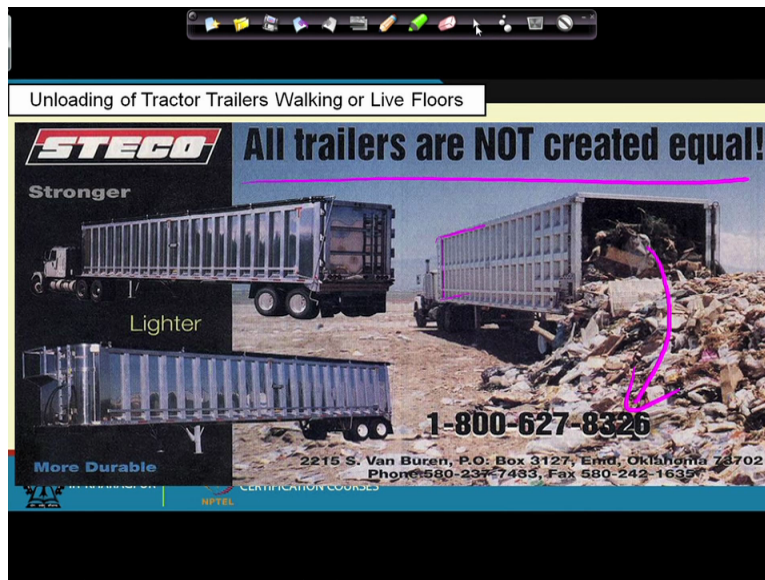 Unloading of Tractor Trailers Walking or Live Floors
STECO
All trailers are NOT created equal!
Stronger
Lighter
1-800-627-8326
More Durable
2215 S. Van Buren, P.O. Box 3127, Enid, Oklahoma 73702
Phone:580-237-7433, Fax 580-242-1635
CERTIFICATION COURSES
NPTEL